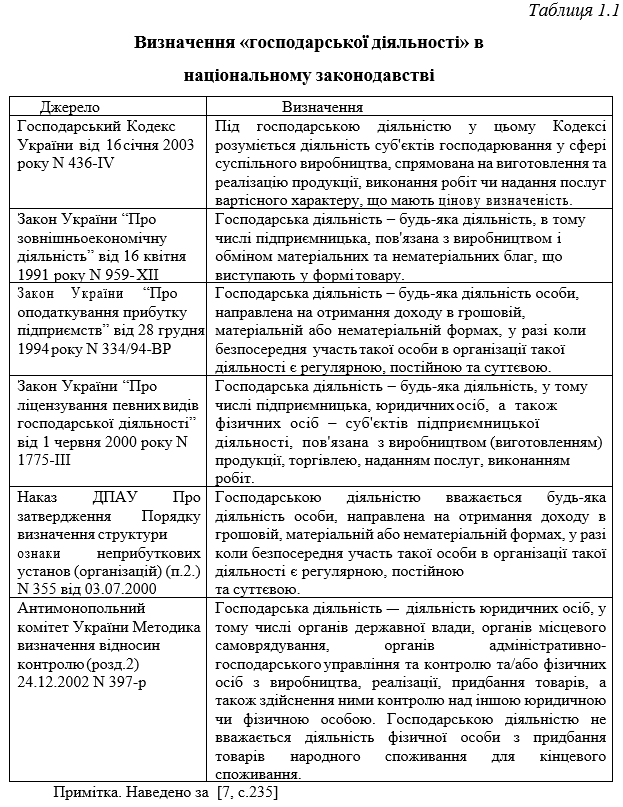 Таблиця 1.1
Визначення «господарської діяльності» в
національному законодавстві
Джерело
Визначення
Господарський Кодекс
України від 16 січня 2003
року N 436-IV
Під господарською діяльністю у цьому Кодексі
розуміється діяльність суб'єктів господарювання у сфері
суспільного виробництва, спрямована на виготовлення та
реалізацію продукції, виконання робіт чи надання послуг
вартісного характеру, що мають цінову визначеність.
Закон України “Про
зовнішньоекономічну
діяльність” від 16 квітня
1991 року N 959-XII
Господарська діяльність – будь-яка діяльність, в тому
числі підприємницька, пов'язана з виробництвом і
обміном матеріальних та нематеріальних благ, що
виступають у формі товару.
Закон України “Про
оподаткування прибутку
підприємств” від 28 грудня
1994 року N 334/94-ВР
Господарська діяльність – будь-яка діяльність особи,
направлена на отримання доходу в грошовій,
матеріальній або нематеріальній формах, у разі коли
безпосередня участь такої особи в організації такої
діяльності є регулярною, постійною та суттєвою.
Закон України “Про
ліцензування певних видів
господарської діяльності”
від 1 червня 2000 року N
1775-III
Господарська діяльність – будь-яка діяльність, у тому
числі підприємницька, юридичних осіб, а також
фізичних осіб – суб'єктів підприємницької
діяльності, пов'язана з виробництвом (виготовленням)
продукції, торгівлею, наданням послуг, виконанням
робіт.
Наказ ДПАУ Про
затвердження Порядку
визначення структури
ознаки неприбуткових
установ (організацій) (п.2.)
N 355 від 03.07.2000
Господарською діяльністю вважається будь-яка
діяльність особи, направлена на отримання доходу в
грошовій, матеріальній або нематеріальній формах, у разі
коли безпосередня участь такої особи в організації такої
діяльності є регулярною, постійною
та суттєвою.
Антимонопольний
комітет України Методика
визначення відносин
контролю (розд.2)
24.12.2002 N 397-р
Господарська діяльність — діяльність юридичних осіб, у
тому числі органів державної влади, органів місцевого
самоврядування, органів адміністративно-
господарського управління та контролю та/або фізичних
осіб з виробництва, реалізації, придбання товарів, а
також здійснення ними контролю над іншою юридичною
чи фізичною особою. Господарською діяльністю не
вважається діяльність фізичної особи з придбання
товарів народного споживання для кінцевого
споживання.
Примітка. Наведено за [7, с.235]